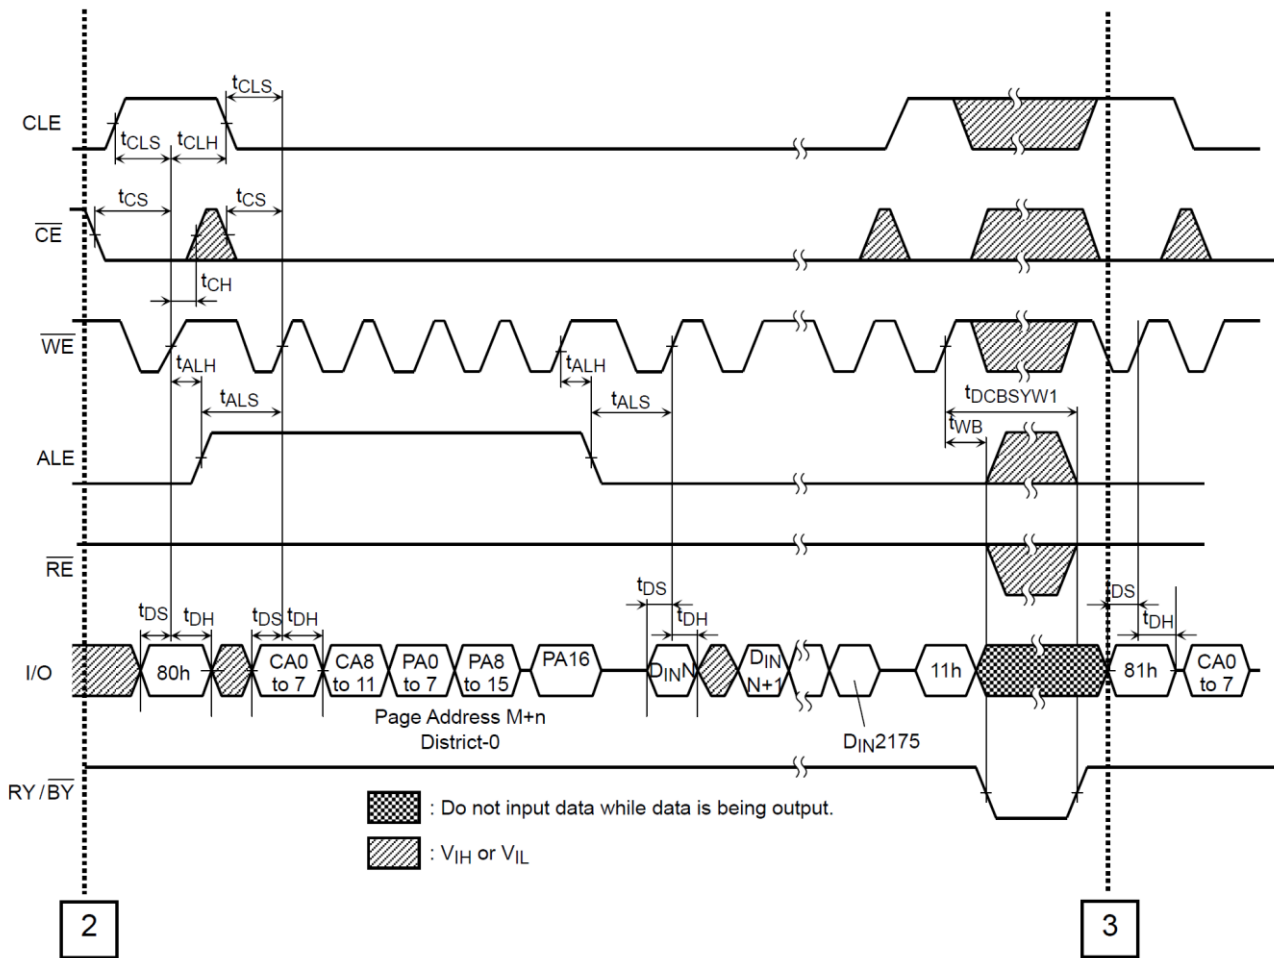 tCLS
CLE
tCLS tCLH
tCS tCS
CE
tCH
WE
tALH tALH
tDCBSYW1
tALS tALS
tWB
ALE
RE
tDS DS
tDS tDH tDS tDH tDH tDH
I/O 80h CA0 to 7 CA8 to 11 PA0 to 7 PA8 to 15 PA16 DINN DIN N+1 11h 81h CA0 to 7
Page Address M+n
District-0
DIN2175
RY/BY
: Do not input data while data is being output.
: VIH or VIL
2 3